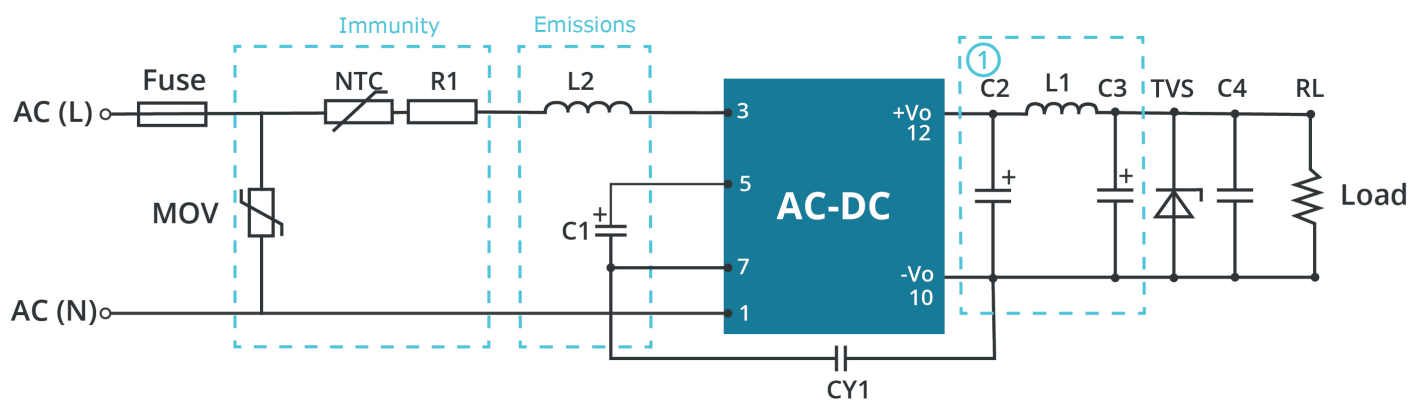 Immunity
Emissions
1
Fuse
NTC
R1
L2
C2
L1
C3
TVS
C4
RL
AC (L)
3
+Vo
12
+
+
5
MOV
+
C1
AC-DC
Load
7
-Vo
10
AC (N)
1
CY1